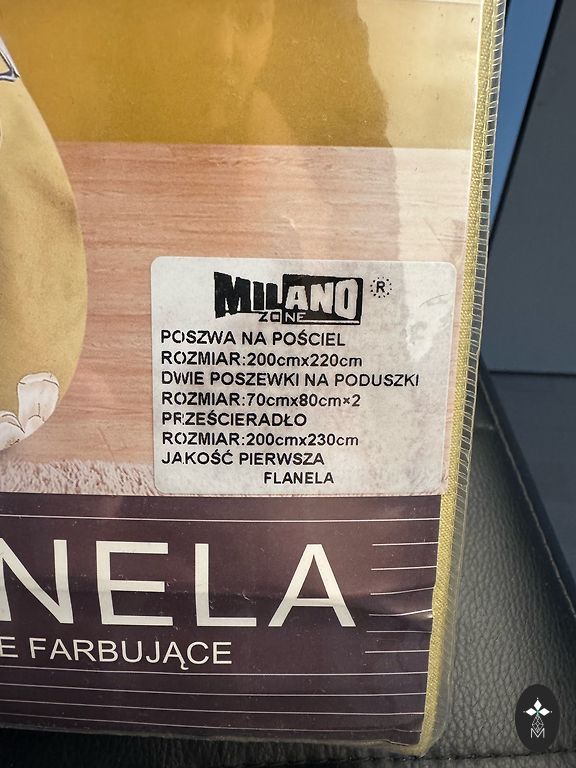 MILANO
ZONE
®
POSZWA NA POŚCIEL
ROZMIAR:200cmx220cm
DWIE POSZEWKI NA PODUSZKI
ROZMIAR:70cmx80cm×2
PRZEŚCIERADŁO
ROZMIAR:200cmx230cm
JAKOŚĆ PIERWSZA
FLANELA
NELA
E FARBUJĄCE
M